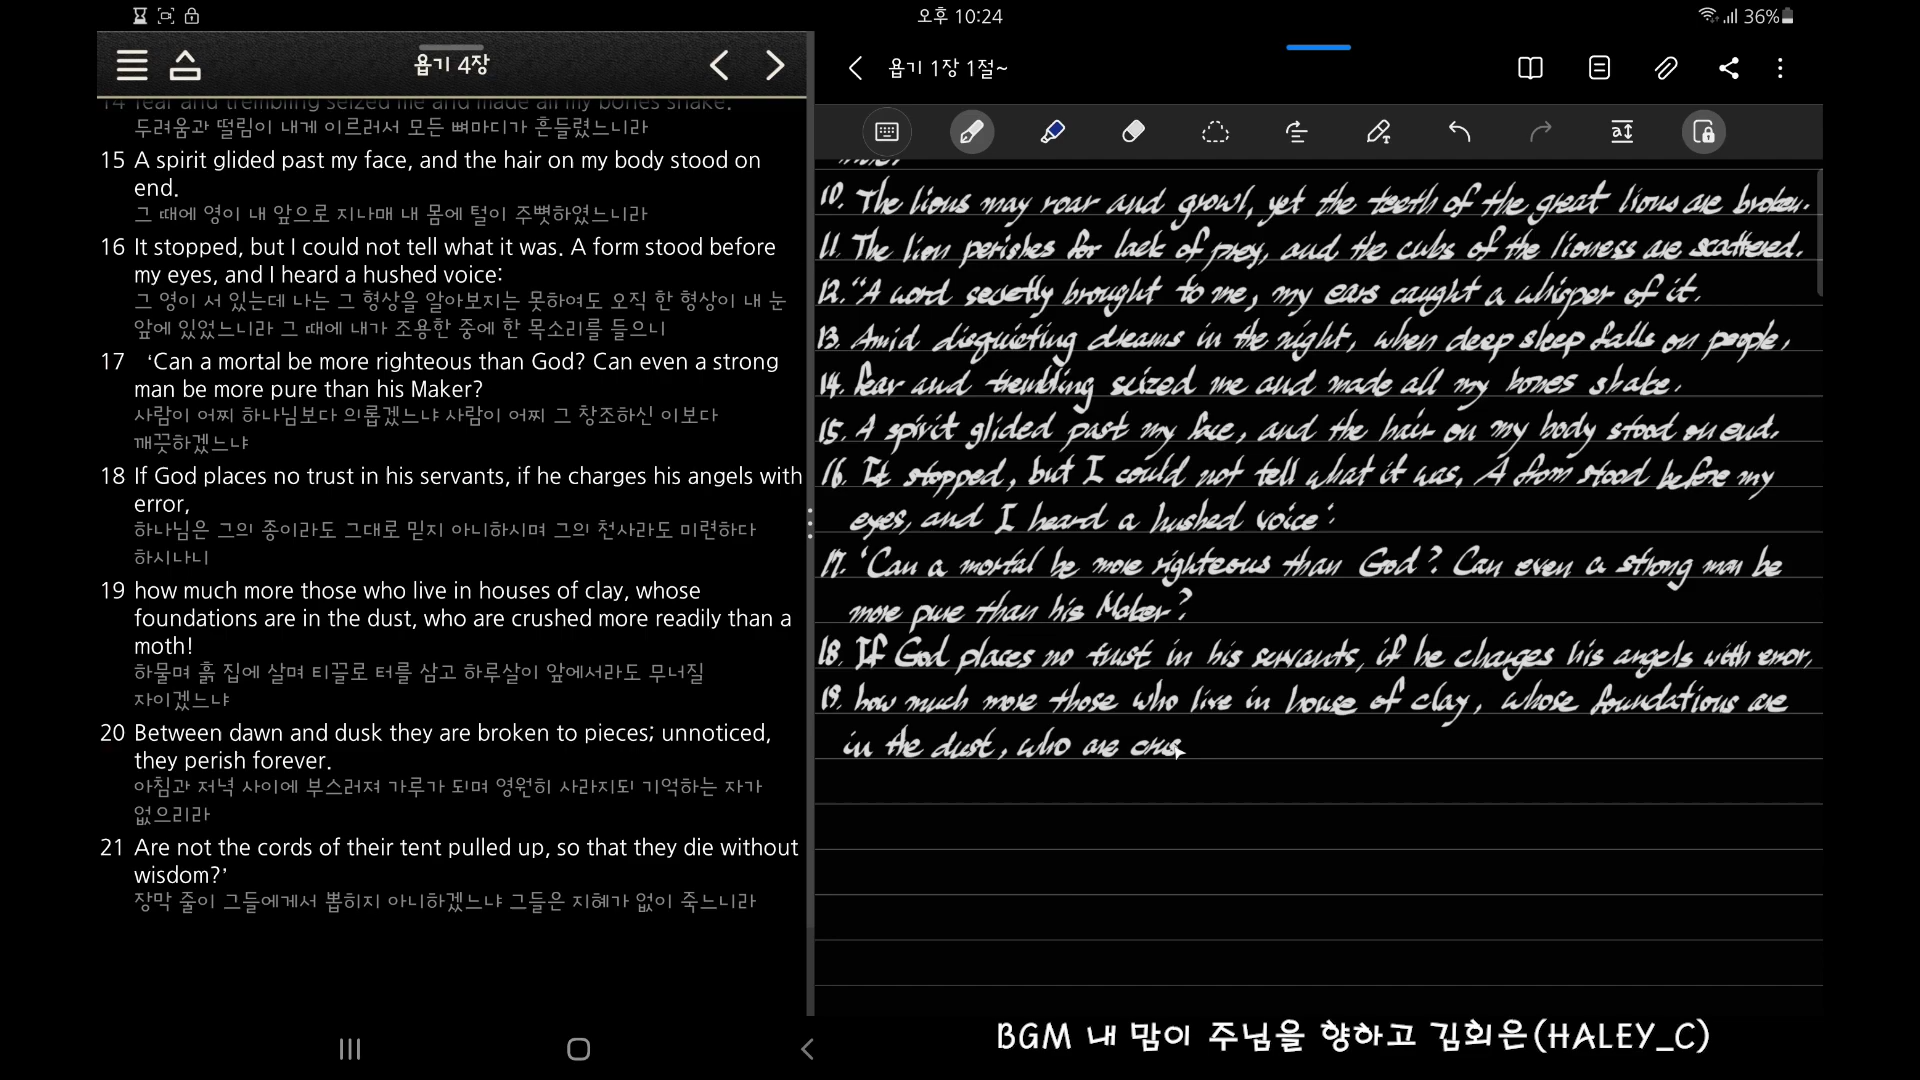 오후 10:24
36%
욥기 4장
14 fear and trembling seized me and made all my bones shake.
두려움과 떨림이 내게 이르러서 모든 뼈마디가 흔들렸느니라
15 A spirit glided past my face, and the hair on my body stood on
end.
그 때에 영이 내 앞으로 지나매 내 몸에 털이 주뼛하였느니라
16 It stopped, but I could not tell what it was. A form stood before
my eyes, and I heard a hushed voice:
그 영이 서 있는데 나는 그 형상을 알아보지는 못하여도 오직 한 형상이 내 눈
앞에 있었느니라 그 때에 내가 조용한 중에 한 목소리를 들으니
17 ‘Can a mortal be more righteous than God? Can even a strong
man be more pure than his Maker?
사람이 어찌 하나님보다 의롭겠느냐 사람이 어찌 그 창조하신 이보다
깨끗하겠느냐
18 If God places no trust in his servants, if he charges his angels with
error,
하나님은 그의 종이라도 그대로 믿지 아니하시며 그의 천사라도 미련하다
하시나니
19 how much more those who live in houses of clay, whose
foundations are in the dust, who are crushed more readily than a
moth!
하물며 흙 집에 살며 티끌로 터를 삼고 하루살이 앞에서라도 무너질
자이겠느냐
20 Between dawn and dusk they are broken to pieces; unnoticed,
they perish forever.
아침과 저녁 사이에 부스러져 가루가 되며 영원히 사라지되 기억하는 자가
없으리라
21 Are not the cords of their tent pulled up, so that they die without
wisdom?’
장막 줄이 그들에게서 뽑히지 아니하겠느냐 그들은 지혜가 없이 죽느니라
욥기 1장 1절~
10. The lions may roar and growl, yet the teeth of the great lions are broken.
11. The lion perishes for lack of prey, and the cubs of the lioness are scattered.
12. “A word secretly brought to me, my ears caught a whisper of it.
13. Amid disquieting dreams in the night, when deep sleep falls on people,
14. fear and trembling seized me and made all my bones shake.
15. A spirit glided past my face, and the hair on my body stood on end.
16. It stopped, but I could not tell what it was. A from stood before my
eyes, and I heard a hushed voice:
17. ‘Can a mortal be more righteous than God? Can even a strong man be
more pure than his Maker?
18. If God places no trust in his servants, if he charges his angels with error,
19. how much more those who live in house of clay, whose foundations are
in the dust, who are crus
BGM 내 맘이 주님을 향하고 김회은(HALEY_C)